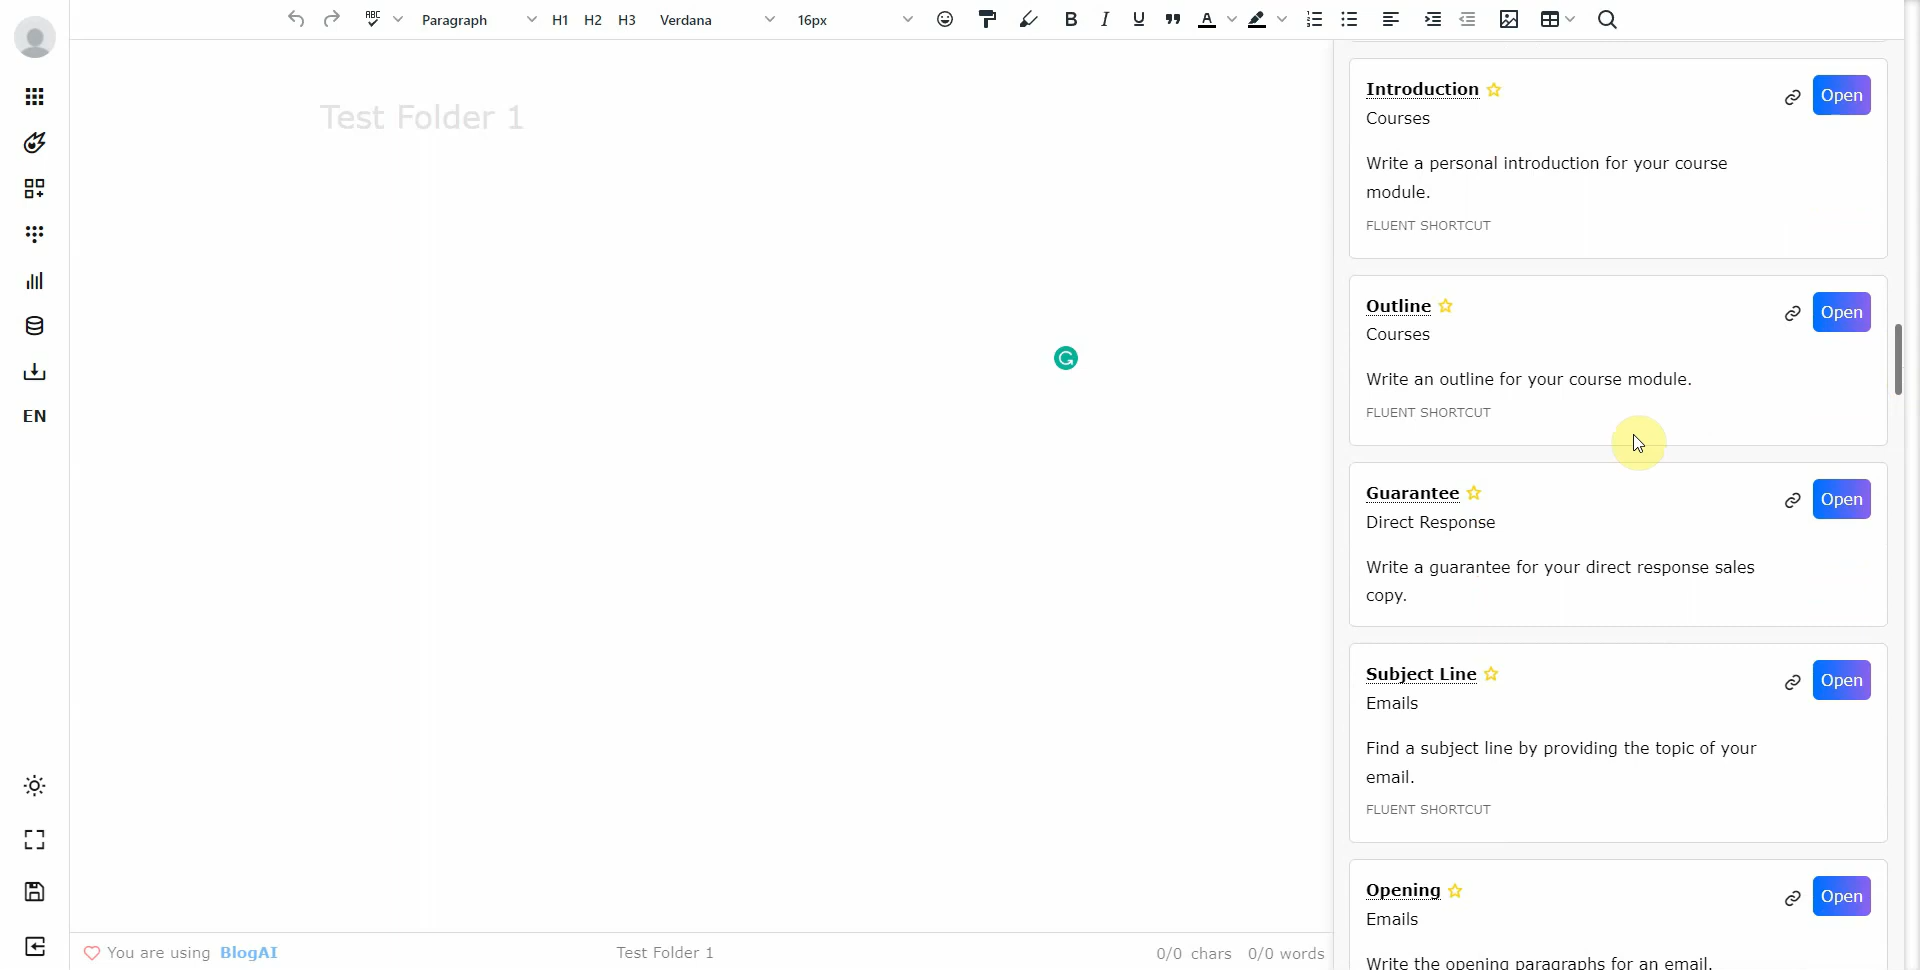 ABC Paragraph H1 H2 H3 Verdana 16px B I U A
Test Folder 1
EN
Introduction
Open
Courses
Write a personal introduction for your course
module.
FLUENT SHORTCUT
Outline
Open
Courses
Write an outline for your course module.
FLUENT SHORTCUT
Guarantee
Open
Direct Response
Write a guarantee for your direct response sales
copy.
Subject Line
Open
Emails
Find a subject line by providing the topic of your
email.
FLUENT SHORTCUT
Opening
Open
Emails
Write the opening paragraphs for an email.
You are using BlogAI
Test Folder 1
0/0 chars 0/0 words